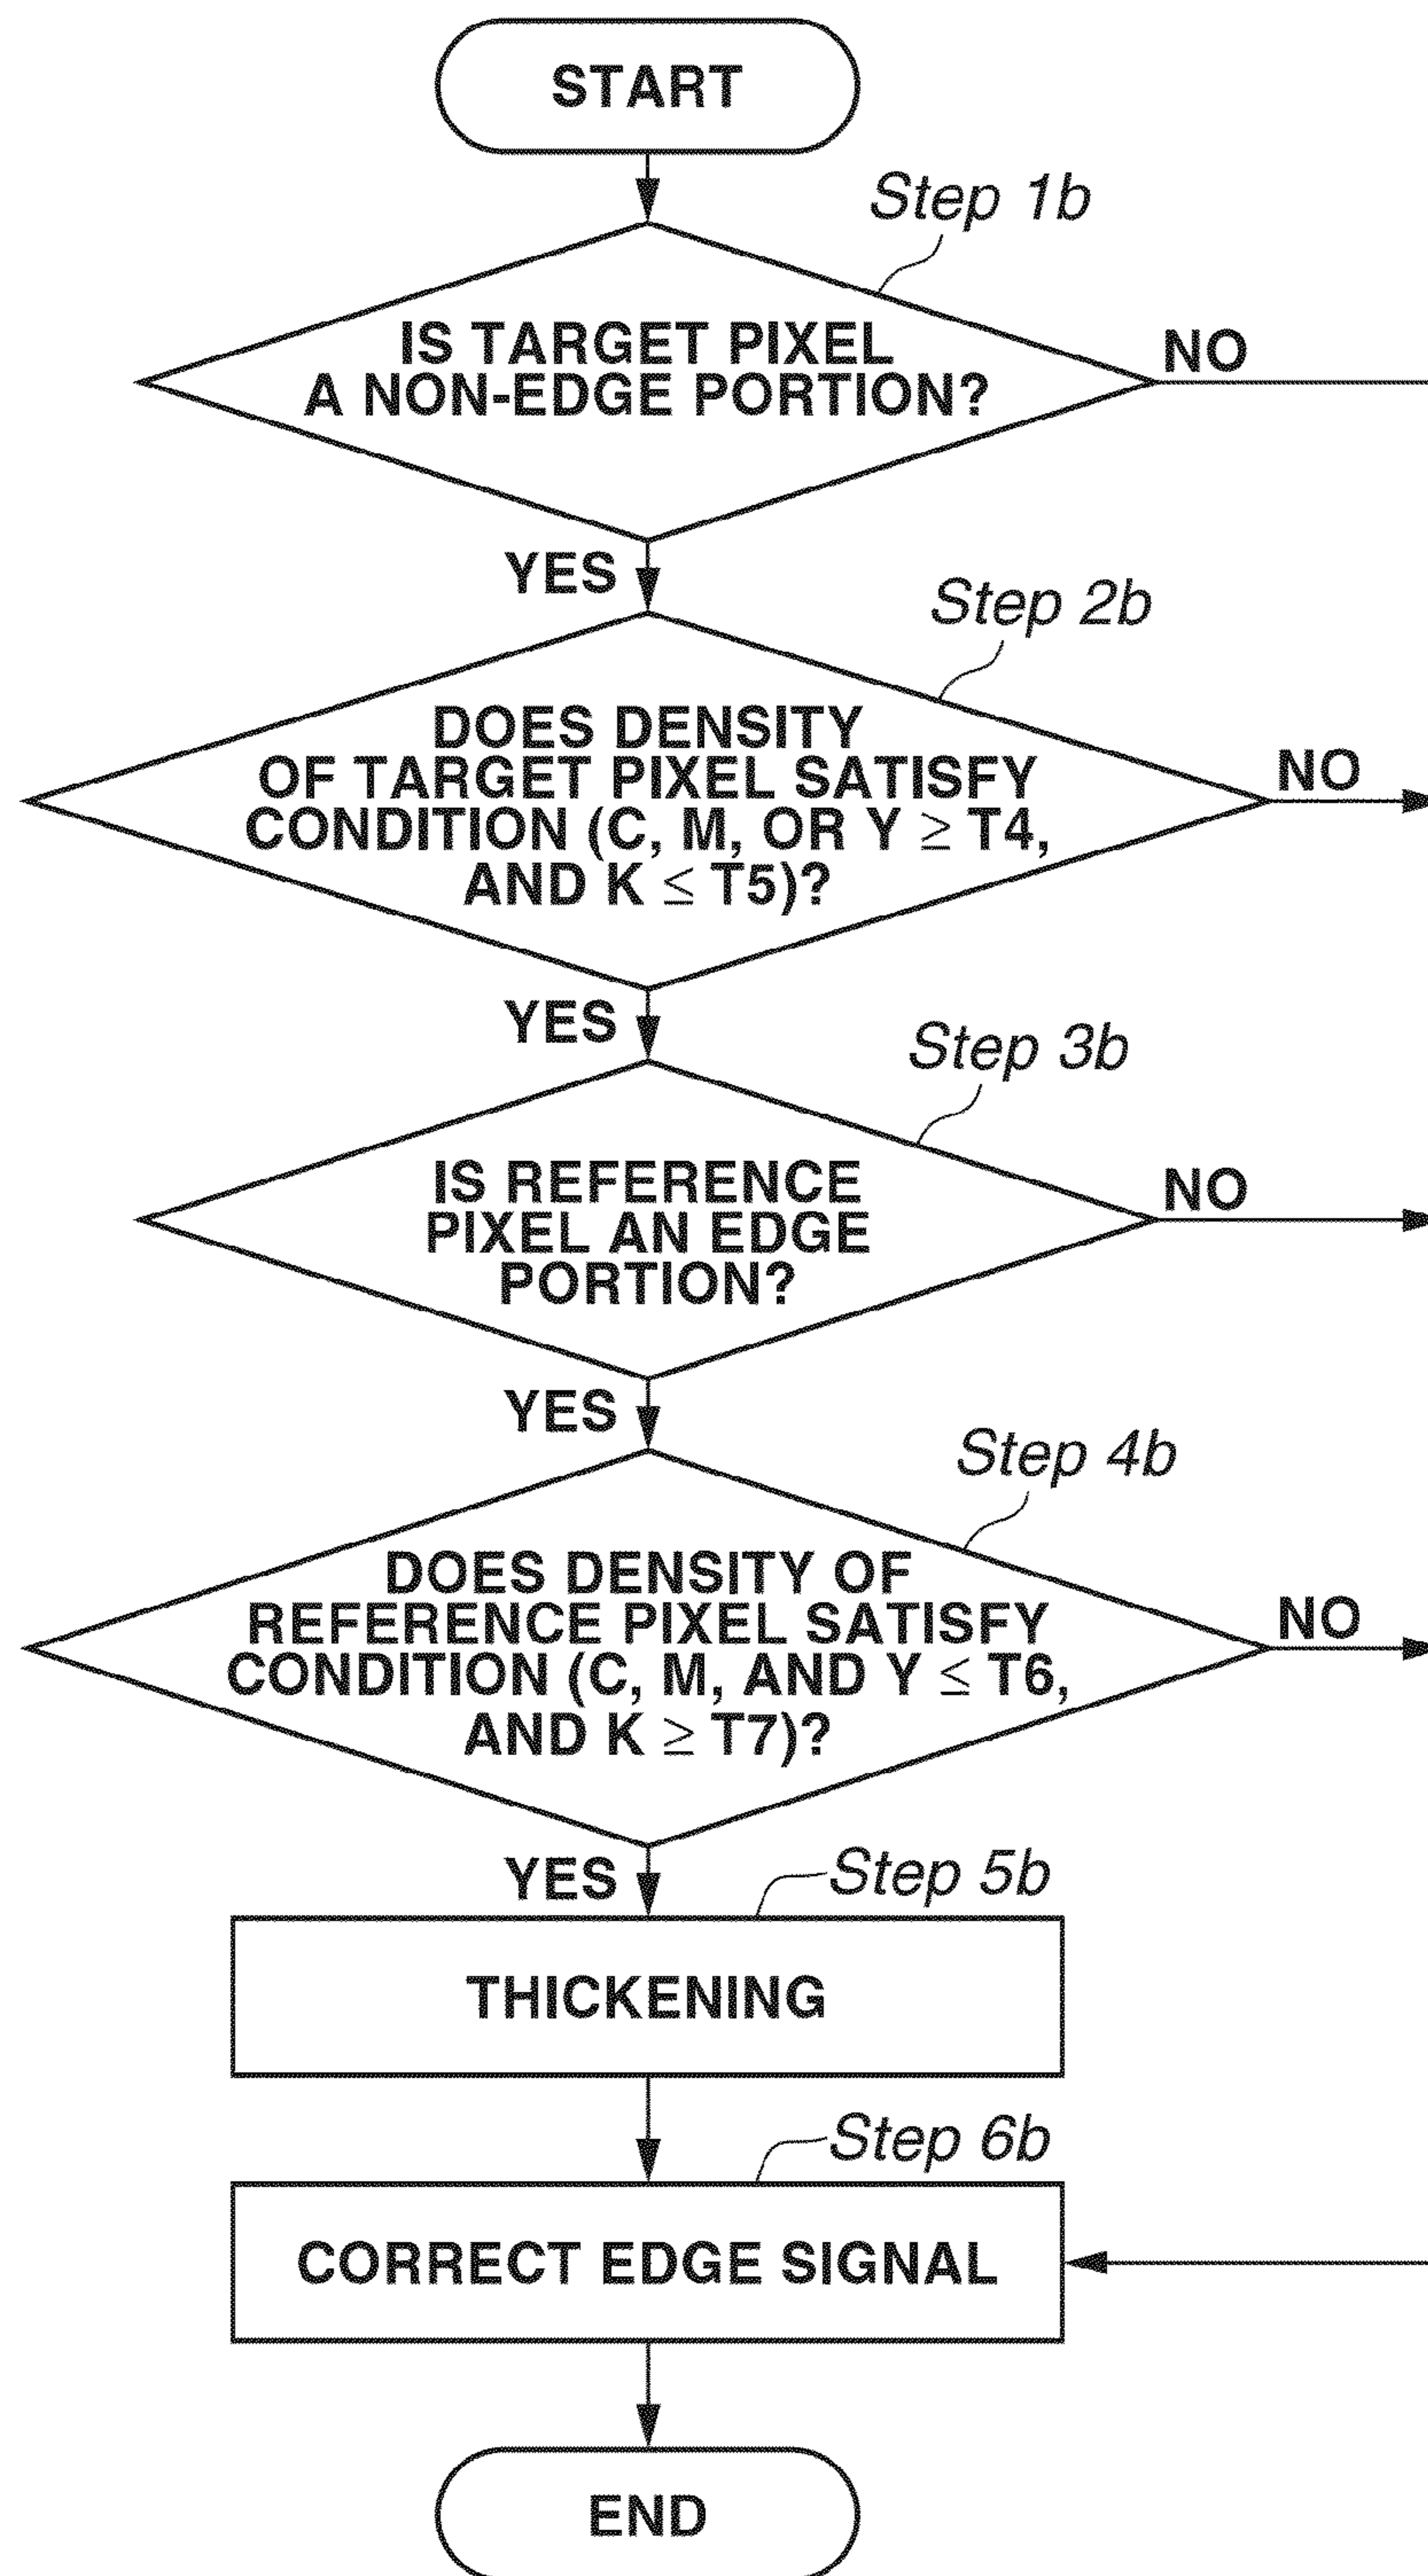 START
Step 1b
IS TARGET PIXEL
A NON-EDGE PORTION?
NO
YES
Step 2b
DOES DENSITY
OF TARGET PIXEL SATISFY
CONDITION (C, M, OR Y ≥ T4,
AND K ≤ T5)?
NO
YES
Step 3b
IS REFERENCE
PIXEL AN EDGE
PORTION?
NO
YES
Step 4b
DOES DENSITY OF
REFERENCE PIXEL SATISFY
CONDITION (C, M, AND Y ≤ T6,
AND K ≥ T7)?
NO
YES
Step 5b
THICKENING
Step 6b
CORRECT EDGE SIGNAL
END